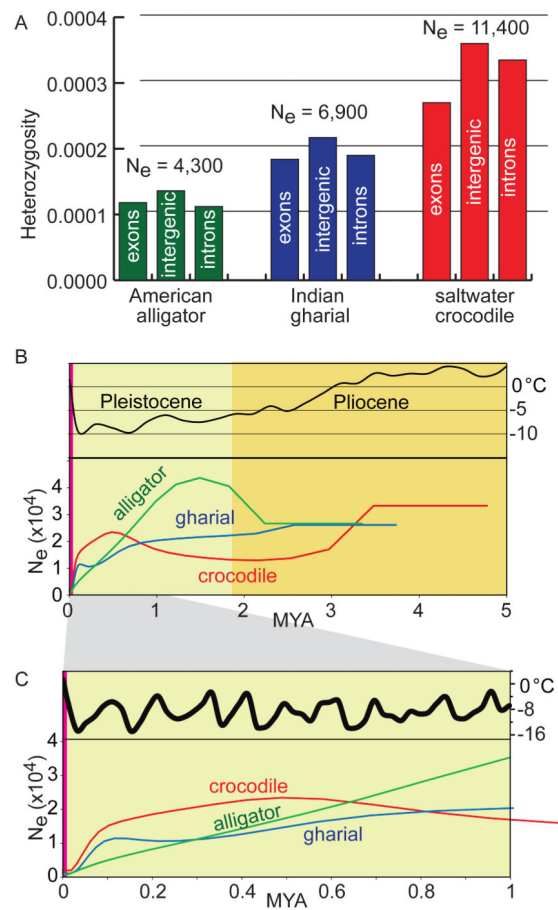 A
Heterozygosity
0.0004
0.0003
0.0002
0.0001
0.0000
Ne = 4,300
Ne = 6,900
Ne = 11,400
exons
intergenic
introns
exons
intergenic
introns
exons
intergenic
introns
American
alligator
Indian
gharial
saltwater
crocodile
B
Pleistocene
Pliocene
0 °C
-5
-10
Ne (x10⁴)
4
3
2
1
0
alligator
gharial
crocodile
0
1
2
3
4
5
MYA
C
0 °C
-8
-16
Ne (x10⁴)
4
3
2
1
0
crocodile
alligator
gharial
0
0.2
0.4
0.6
0.8
1
MYA